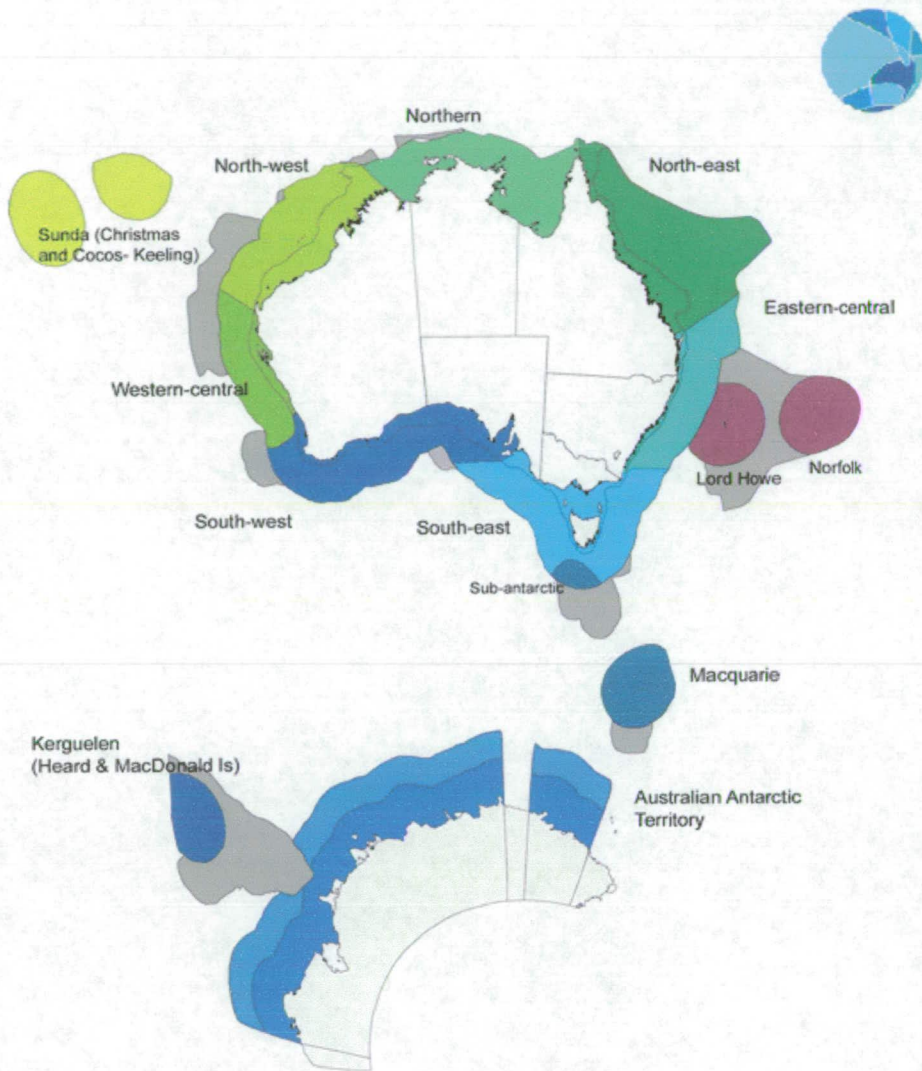 Northern
North-west
North-east
Sunda (Christmas
and Cocos- Keeling)
Eastern-central
Western-central
Lord Howe
Norfolk
South-west
South-east
Sub-antarctic
Macquarie
Kerguelen
(Heard & MacDonald Is)
Australian Antarctic
Territory